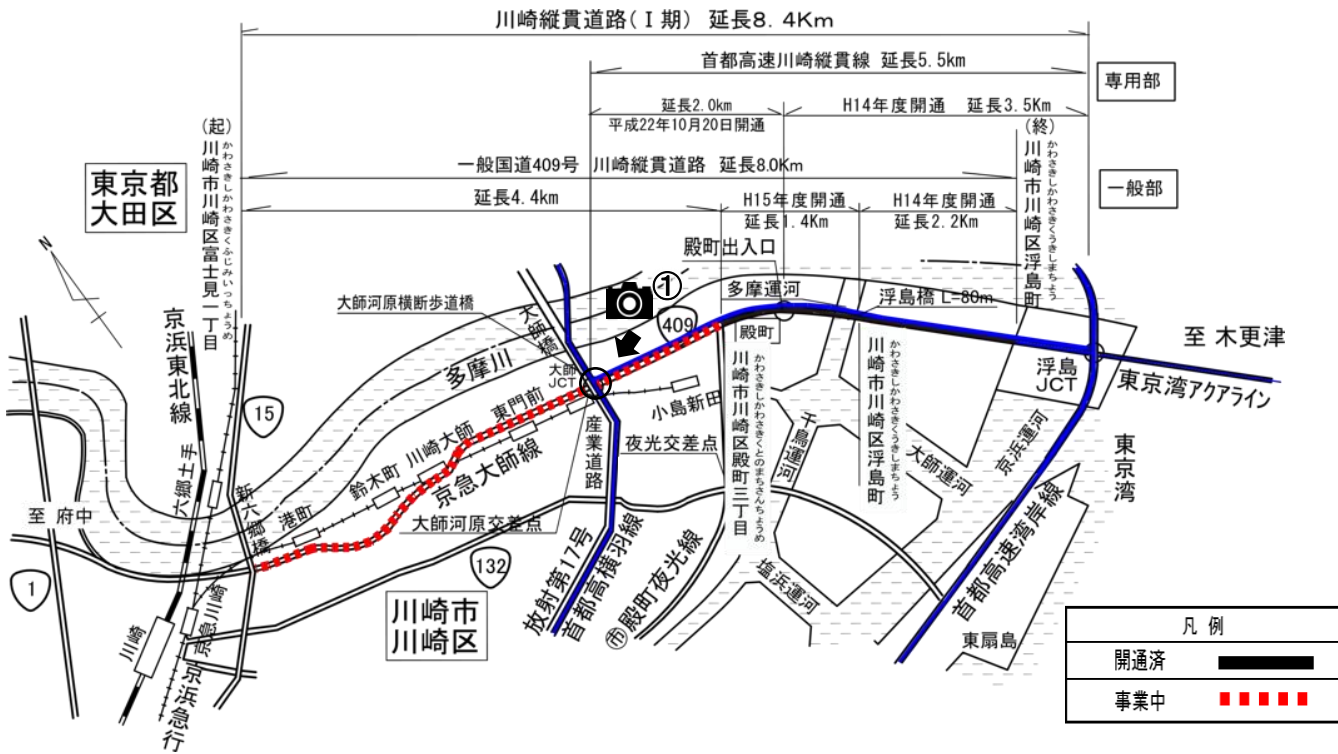 川崎縦貫道路(Ⅰ期) 延長8.4Km
首都高速川崎縦貫線 延長5.5km
専用部
延長2.0km
平成22年10月20日開通
H14年度開通 延長3.5Km
一般国道409号 川崎縦貫道路 延長8.0Km
一般部
延長4.4km
H15年度開通
延長1.4Km
H14年度開通
延長2.2Km
(起)
川崎市川崎区富士見一丁目
かわさきしかわさきくふじみいっちょうめ
(終)
川崎市川崎区浮島町
かわさきしかわさきくうきしまちょう
東京都
大田区
N
殿町出入口
大師河原横断歩道橋
大師橋
①
多摩運河
浮島橋 L=80m
409
殿町
至 木更津
京浜東北線
多摩川
大師
JCT
浮島
JCT
東京湾アクアライン
15
東門前
小島新田
川崎大師
鈴木町
京急大師線
産業道路
夜光交差点
川崎市川崎区殿町三丁目
かわさきしかわさきくとのまちさんちょうめ
川崎市川崎区浮島町
かわさきしかわさきくうきしまちょう
千鳥運河
大師運河
京浜運河
東京湾
六郷土手
至 府中
新六郷橋
港町
大師河原交差点
132
1
放射第17号
首都高横羽線
市
殿町夜光線
塩浜運河
首都高速湾岸線
東扇島
川崎市
川崎区
川崎
京急川崎
京浜急行
凡 例
開通済
事業中